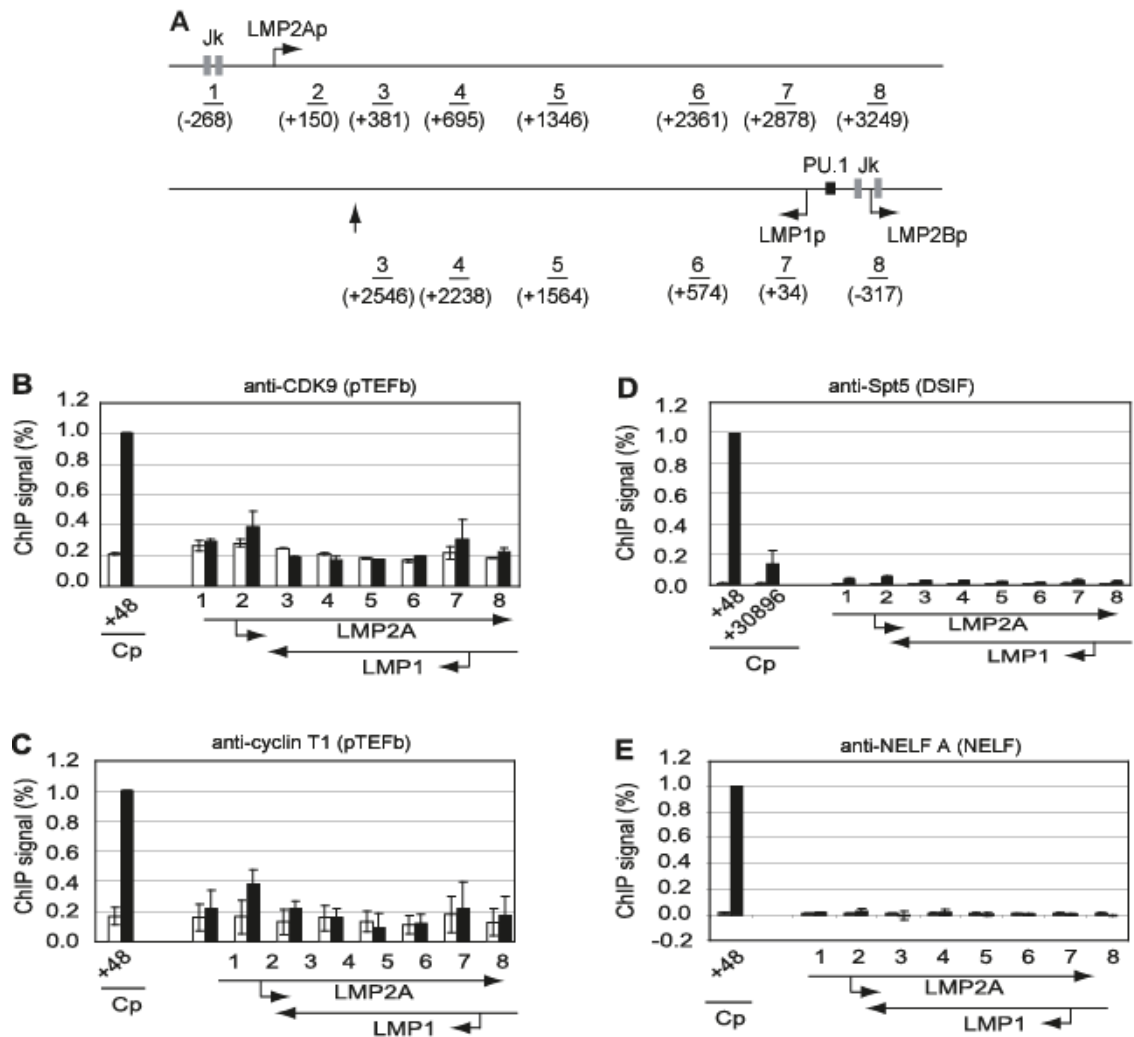 A
Jk
LMP2Ap
1 2 3 4 5 6 7 8
(-268) (+150) (+381) (+695) (+1346) (+2361) (+2878) (+3249)
PU.1 Jk
LMP1p LMP2Bp
3 4 5 6 7 8
(+2546) (+2238) (+1564) (+574) (+34) (-317)
B
anti-CDK9 (pTEFb)
ChIP signal (%)
1.2
1.0
0.8
0.6
0.4
0.2
0.0
+48
Cp
1 2 3 4 5 6 7 8
LMP2A
LMP1
D
anti-Spt5 (DSIF)
ChIP signal (%)
1.2
1.0
0.8
0.6
0.4
0.2
0.0
+48
+30896
Cp
1 2 3 4 5 6 7 8
LMP2A
LMP1
C
anti-cyclin T1 (pTEFb)
ChIP signal (%)
1.2
1.0
0.8
0.6
0.4
0.2
0.0
+48
Cp
1 2 3 4 5 6 7 8
LMP2A
LMP1
E
anti-NELF A (NELF)
ChIP signal (%)
1.2
1.0
0.8
0.6
0.4
0.2
0.0
-0.2
+48
Cp
1 2 3 4 5 6 7 8
LMP2A
LMP1